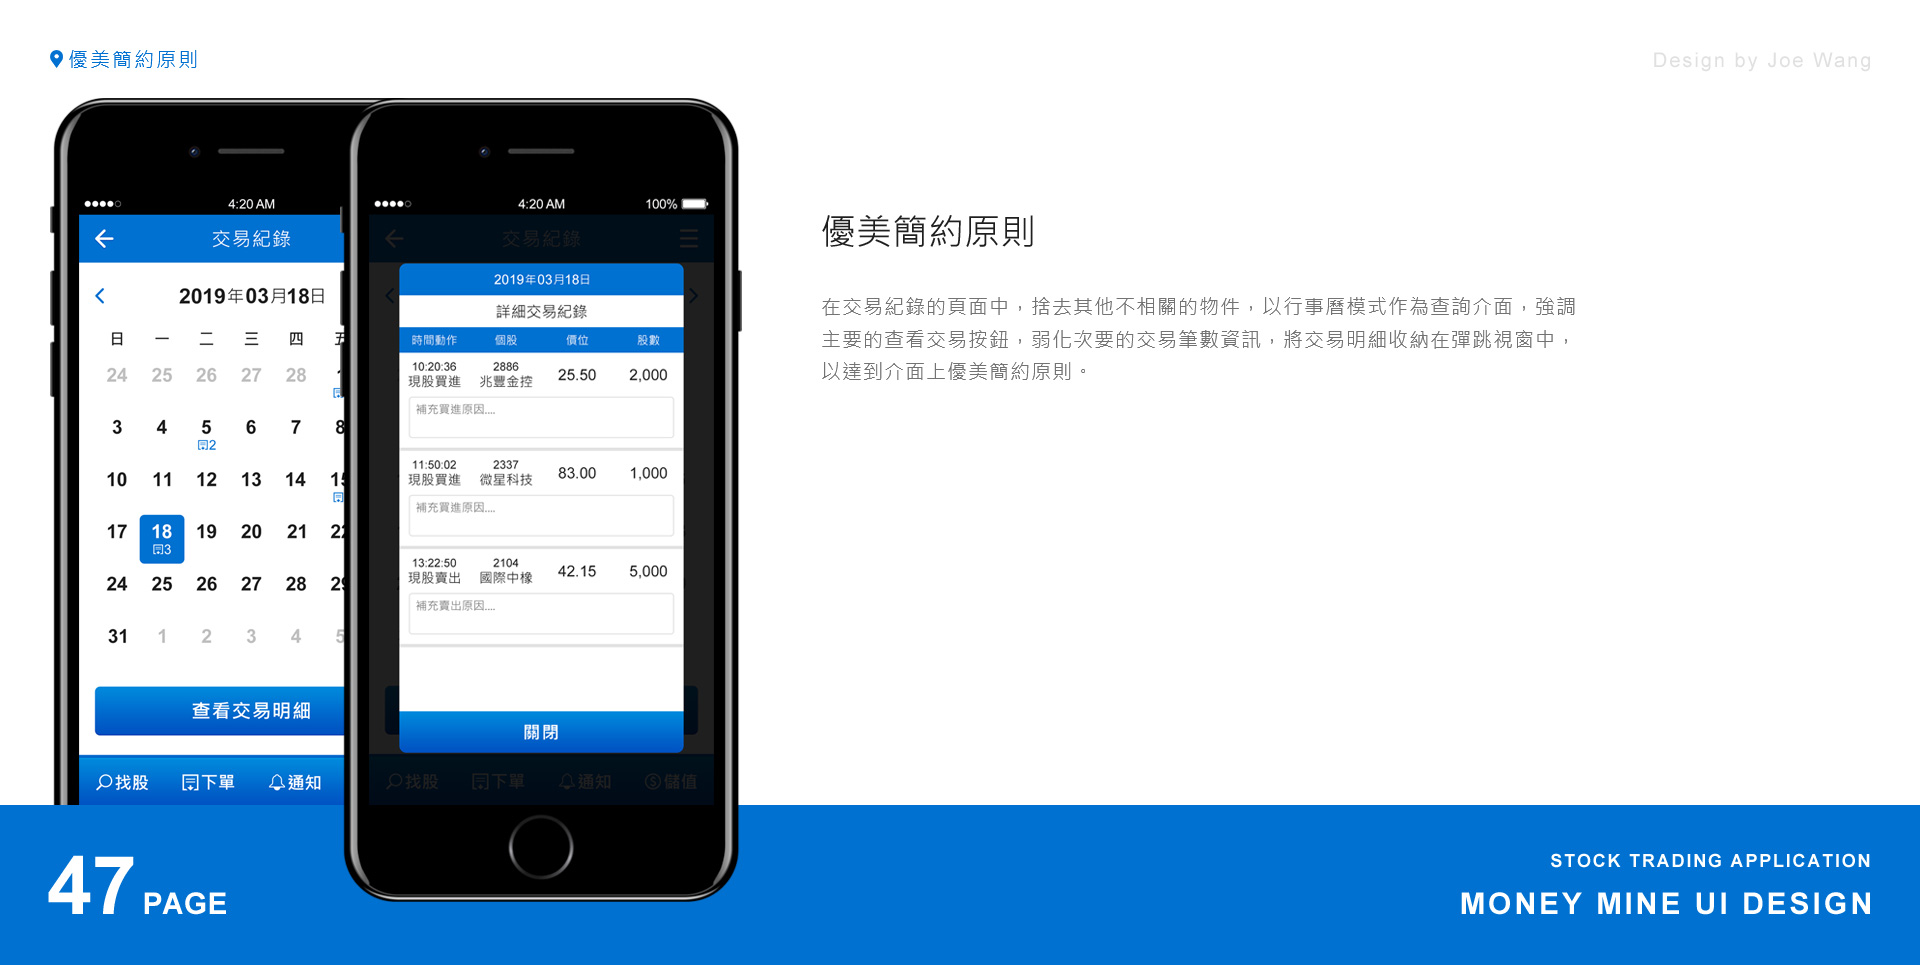 優美簡約原則
Design by Joe Wang
4:20 AM
交易紀錄
2019年03月18日
日 一 二 三 四 五
24 25 26 27 28 1
3 4 5 6 7 8
2
10 11 12 13 14 15
17 18 19 20 21 22
3
24 25 26 27 28 29
31 1 2 3 4 5
查看交易明細
找股 下單 通知
4:20 AM 100%
交易紀錄
2019年03月18日
詳細交易紀錄
時間動作 個股 價位 股數
10:20:36 2886 25.50 2,000
現股買進 兆豐金控
補充買進原因....
11:50:02 2337 83.00 1,000
現股買進 微星科技
補充買進原因....
13:22:50 2104 42.15 5,000
現股賣出 國際中橡
補充賣出原因....
關閉
找股 下單 通知 儲值
優美簡約原則
在交易紀錄的頁面中，捨去其他不相關的物件，以行事曆模式作為查詢介面，強調
主要的查看交易按鈕，弱化次要的交易筆數資訊，將交易明細收納在彈跳視窗中，
以達到介面上優美簡約原則。
47 PAGE
STOCK TRADING APPLICATION
MONEY MINE UI DESIGN